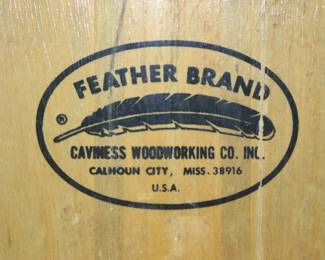 FEATHER BRAND
®
CAVINESS WOODWORKING CO. INC.
CALHOUN CITY, MISS. 38916
U.S.A.